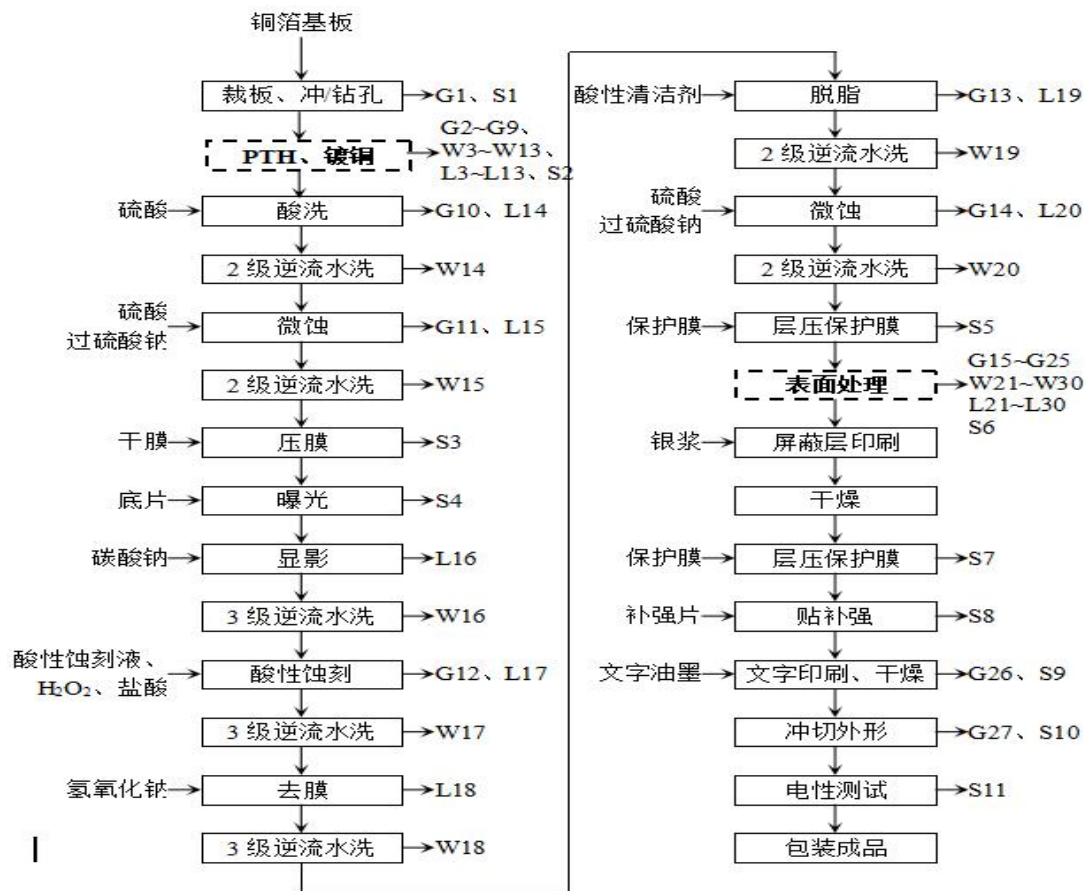 铜箔基板
裁板、冲/钻孔
G1、S1
PTH、镀铜
G2~G9、
W3~W13、
L3~L13、S2
硫酸
酸洗
G10、L14
2级逆流水洗
W14
硫酸
过硫酸钠
微蚀
G11、L15
2级逆流水洗
W15
干膜
压膜
S3
底片
曝光
S4
碳酸钠
显影
L16
3级逆流水洗
W16
酸性蚀刻液、
H₂O₂、盐酸
酸性蚀刻
G12、L17
3级逆流水洗
W17
氢氧化钠
去膜
L18
3级逆流水洗
W18
酸性清洁剂
脱脂
G13、L19
2级逆流水洗
W19
硫酸
过硫酸钠
微蚀
G14、L20
2级逆流水洗
W20
保护膜
层压保护膜
S5
表面处理
G15~G25
W21~W30
L21~L30
S6
银浆
屏蔽层印刷
干燥
保护膜
层压保护膜
S7
补强片
贴补强
S8
文字油墨
文字印刷、干燥
G26、S9
冲切外形
G27、S10
电性测试
S11
包装成品